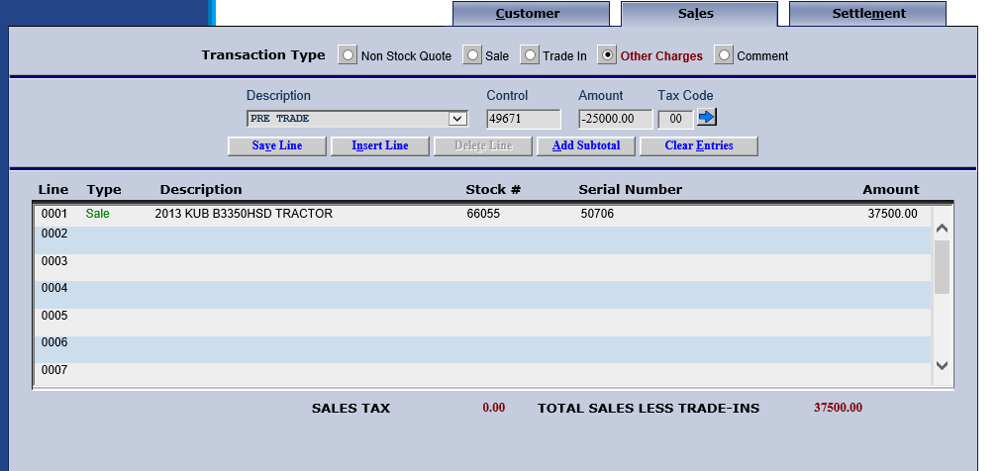 Customer Sales Settlement
Transaction Type Non Stock Quote Sale Trade In Other Charges Comment
Description Control Amount Tax Code
PRE TRADE 49671 -25000.00 00
Save Line Insert Line Delete Line Add Subtotal Clear Entries
Line Type Description Stock # Serial Number Amount
0001 Sale 2013 KUB B3350HSD TRACTOR 66055 50706 37500.00
0002
0003
0004
0005
0006
0007
SALES TAX 0.00 TOTAL SALES LESS TRADE-INS 37500.00